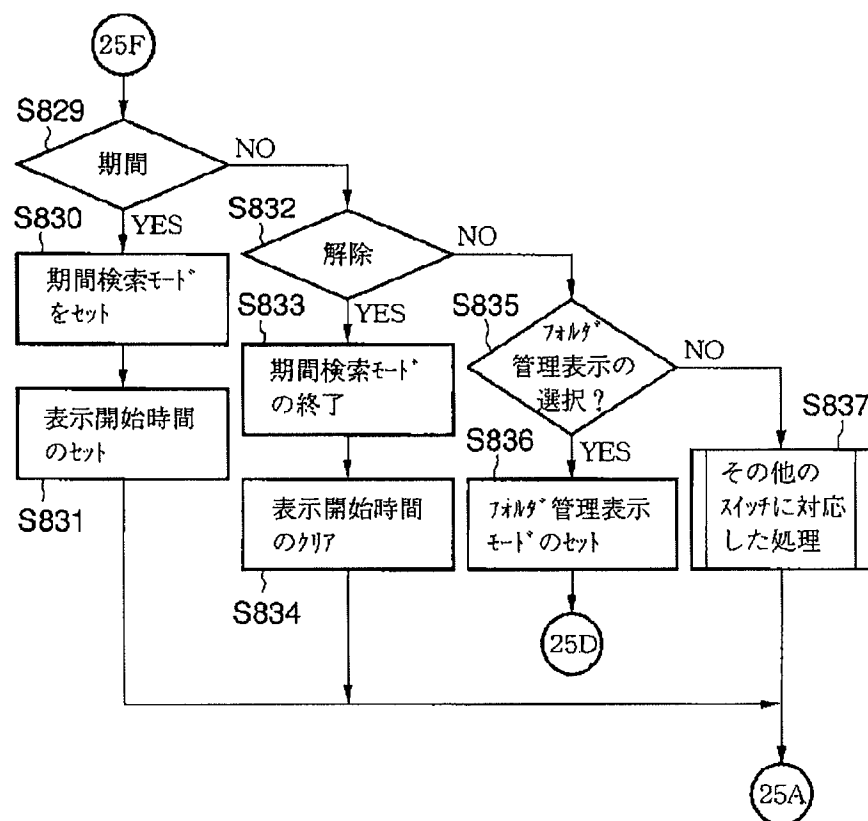 25F
S829
期間
NO
YES
S830
期間検索ﾓｰﾄﾞ
をセット
表示開始時間
のセット
S831
S832
解除
NO
YES
S833
期間検索ﾓｰﾄﾞ
の終了
表示開始時間
のｸﾘｱ
S834
S835
ﾌｫﾙﾀﾞ
管理表示の
選択？
NO
YES
S836
ﾌｫﾙﾀﾞ管理表示
ﾓｰﾄﾞのセット
25D
S837
その他の
ｽｲｯﾁに対応
した処理
25A